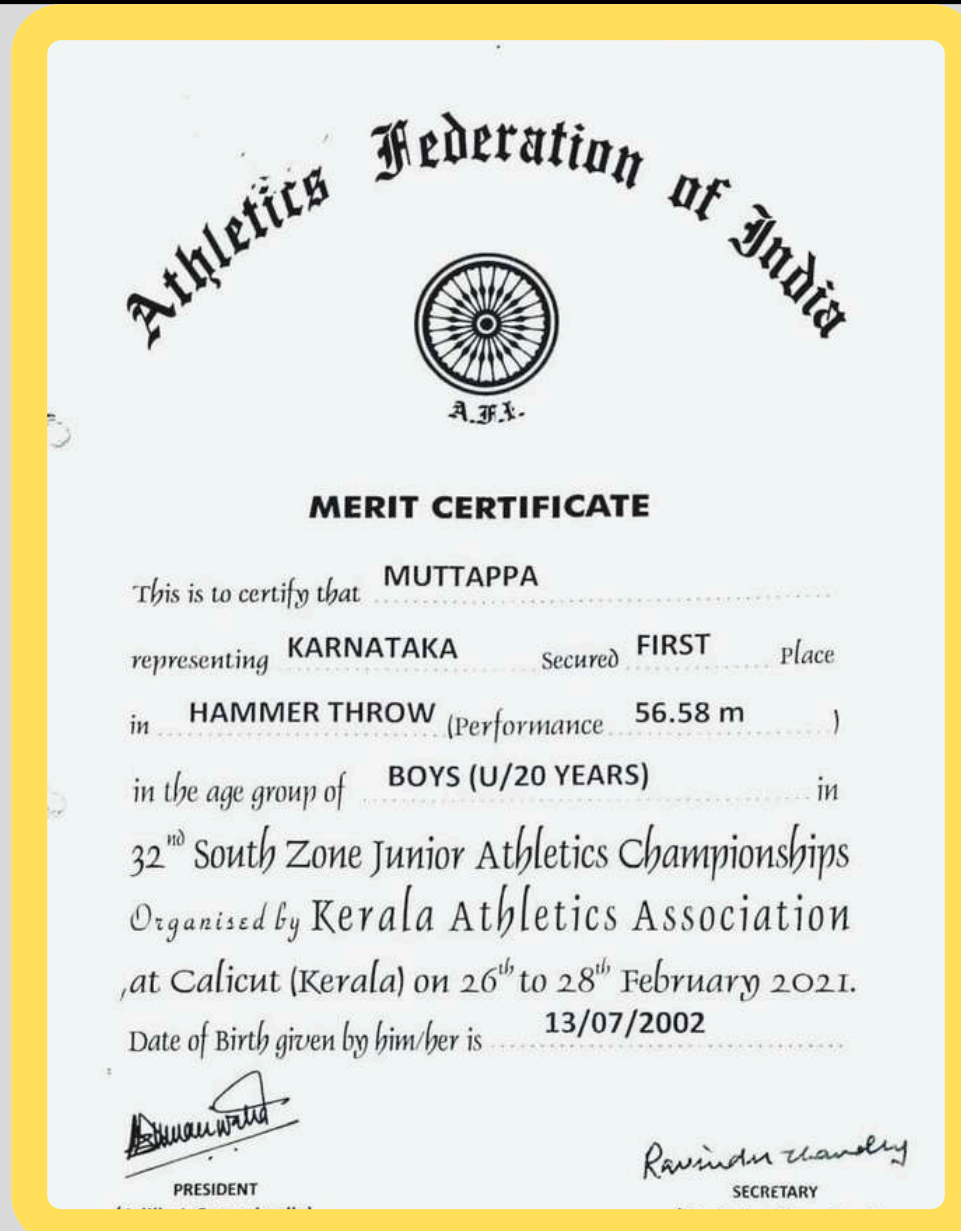 Athletics Federation of India
A.F.I.
MERIT CERTIFICATE
This is to certify that MUTTAPPA
representing KARNATAKA Secured FIRST Place
in HAMMER THROW (Performance 56.58 m )
in the age group of BOYS (U/20 YEARS) in
32nd South Zone Junior Athletics Championships
Organised by Kerala Athletics Association
,at Calicut (Kerala) on 26th to 28th February 2021.
Date of Birth given by him/her is 13/07/2002
PRESIDENT
SECRETARY